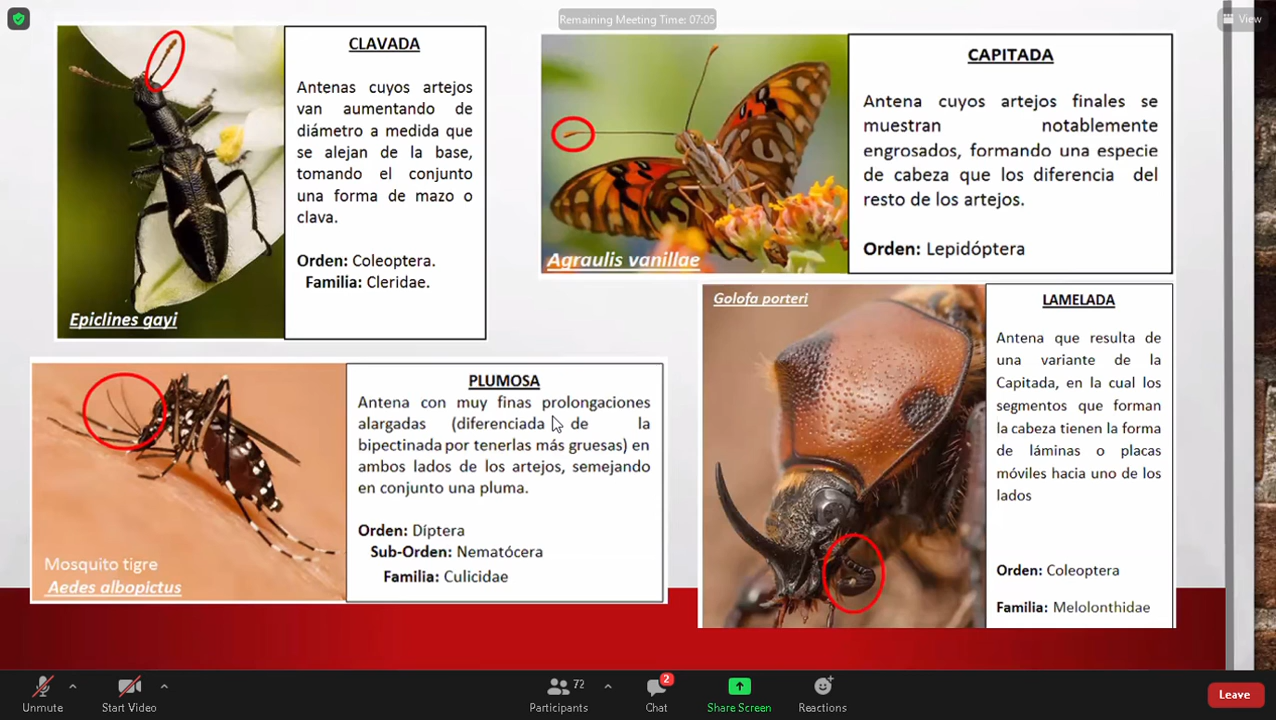 Remaining Meeting Time: 07:05
View
CLAVADA
Antenas cuyos artejos
van aumentando de
diámetro a medida que
se alejan de la base,
tomando el conjunto
una forma de mazo o
clava.
Orden: Coleoptera.
Familia: Cleridae.
Epiclines gayi
CAPITADA
Antena cuyos artejos finales se
muestran notablemente
engrosados, formando una especie
de cabeza que los diferencia del
resto de los artejos.
Orden: Lepidóptera
Agraulis vanillae
PLUMOSA
Antena con muy finas prolongaciones
alargadas (diferenciada de la
bipectinada por tenerlas más gruesas) en
ambos lados de los artejos, semejando
en conjunto una pluma.
Orden: Díptera
Sub-Orden: Nematócera
Familia: Culicidae
Mosquito tigre
Aedes albopictus
Golofa porteri
LAMELADA
Antena que resulta de
una variante de la
Capitada, en la cual los
segmentos que forman
la cabeza tienen la forma
de láminas o placas
móviles hacia uno de los
lados
Orden: Coleoptera
Familia: Melolonthidae
Unmute
Start Video
72
Participants
2
Chat
Share Screen
Reactions
Leave